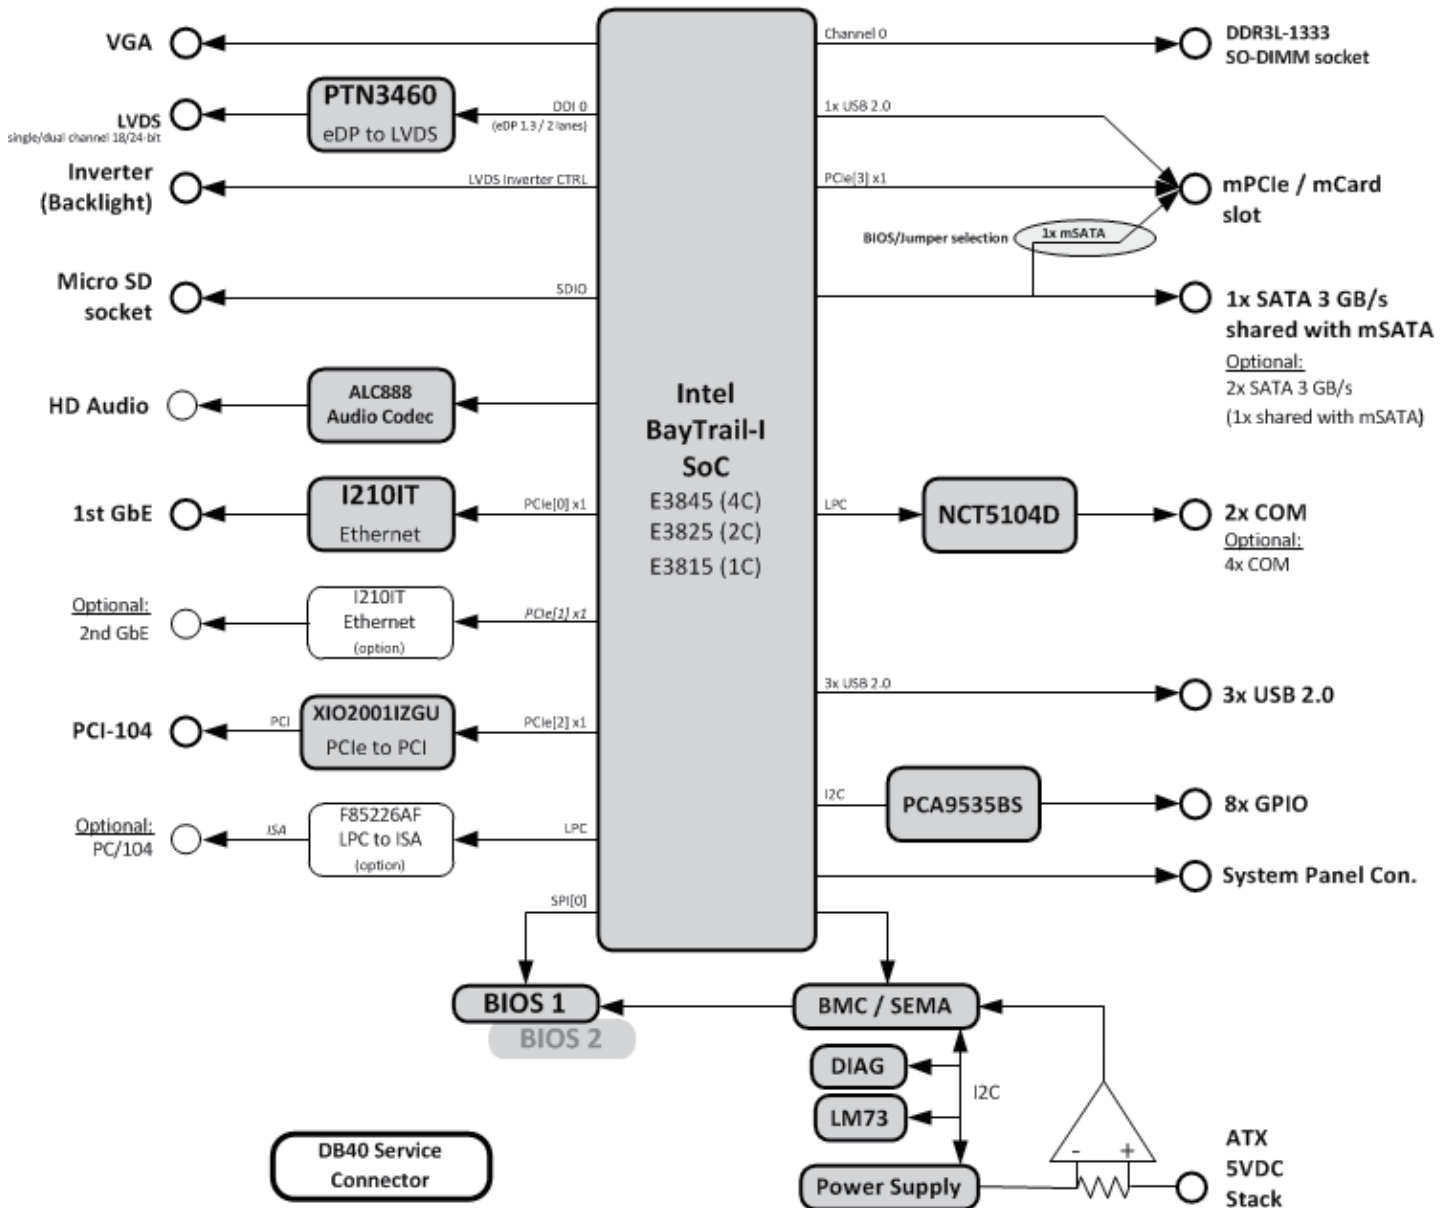 VGA
Channel 0
DDR3L-1333
SO-DIMM socket
PTN3460
eDP to LVDS
LVDS
single/dual channel 18/24-bit
DDI 0
(eDP 1.3 / 2 lanes)
1x USB 2.0
Inverter
(Backlight)
LVDS Inverter CTRL
PCIe[3] x1
mPCIe / mCard
slot
BIOS/Jumper selection
1x mSATA
Micro SD
socket
SDIO
1x SATA 3 GB/s
shared with mSATA
Optional:
2x SATA 3 GB/s
(1x shared with mSATA)
HD Audio
ALC888
Audio Codec
Intel
BayTrail-I
SoC
E3845 (4C)
E3825 (2C)
E3815 (1C)
1st GbE
I210IT
Ethernet
PCIe[0] x1
LPC
NCT5104D
2x COM
Optional:
4x COM
Optional:
2nd GbE
I210IT
Ethernet
(option)
PCIe[1] x1
3x USB 2.0
3x USB 2.0
PCI-104
PCI
XIO2001IZGU
PCIe to PCI
PCIe[2] x1
I2C
PCA9535BS
8x GPIO
Optional:
PC/104
ISA
F85226AF
LPC to ISA
(option)
LPC
System Panel Con.
SPI[0]
BIOS 1
BIOS 2
BMC / SEMA
DIAG
I2C
LM73
Power Supply
- +
ATX
5VDC
Stack
DB40 Service
Connector